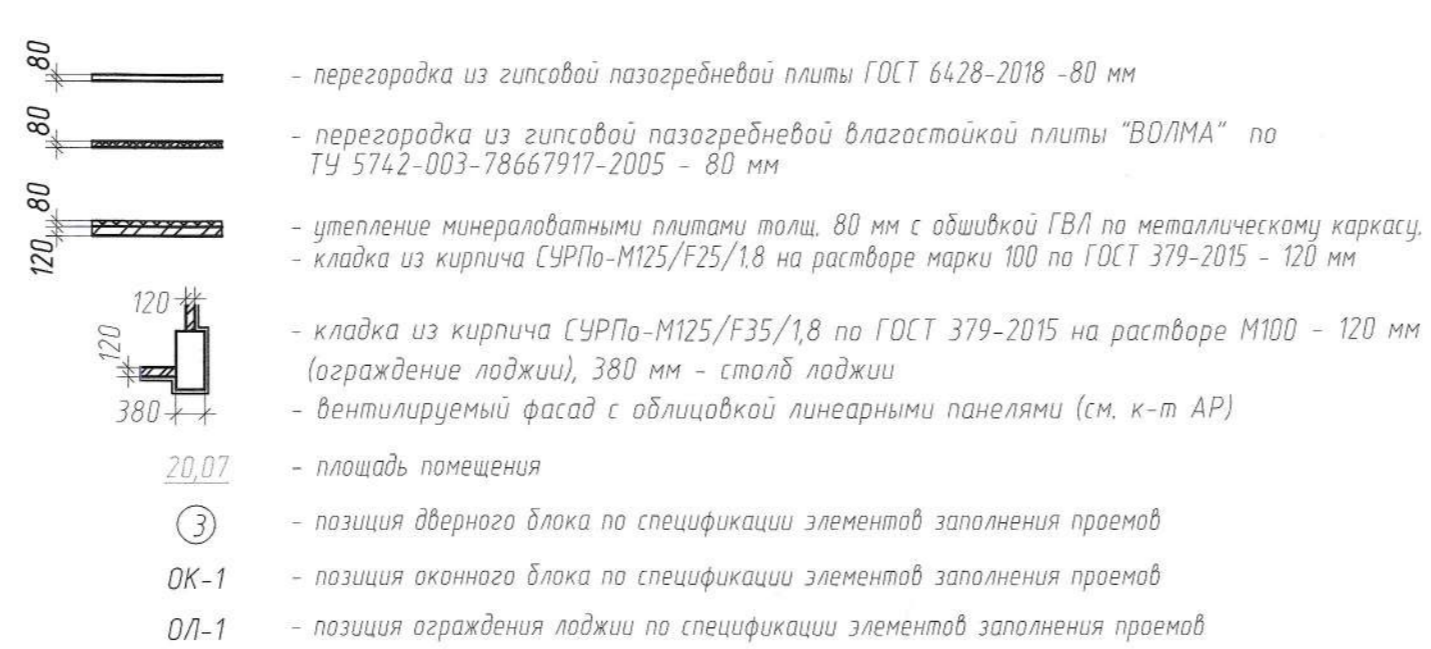 80
- перегородка из гипсовой пазогребневой плиты ГОСТ 6428-2018 -80 мм
80
- перегородка из гипсовой пазогребневой влагостойкой плиты "ВОЛМА" по
ТУ 5742-003-78667917-2005 - 80 мм
80
- утепление минераловатными плитами толщ. 80 мм с обшивкой ГВЛ по металлическому каркасу.
120
- кладка из кирпича СУРПо-М125/F25/1.8 на растворе марки 100 по ГОСТ 379-2015 - 120 мм
120
120
- кладка из кирпича СУРПо-М125/F35/1,8 по ГОСТ 379-2015 на растворе М100 - 120 мм
(ограждение лоджии), 380 мм - столб лоджии
380
- вентилируемый фасад с облицовкой линеарными панелями (см. к-т АР)
20,07 - площадь помещения
3 - позиция дверного блока по спецификации элементов заполнения проемов
ОК-1 - позиция оконного блока по спецификации элементов заполнения проемов
ОЛ-1 - позиция ограждения лоджии по спецификации элементов заполнения проемов